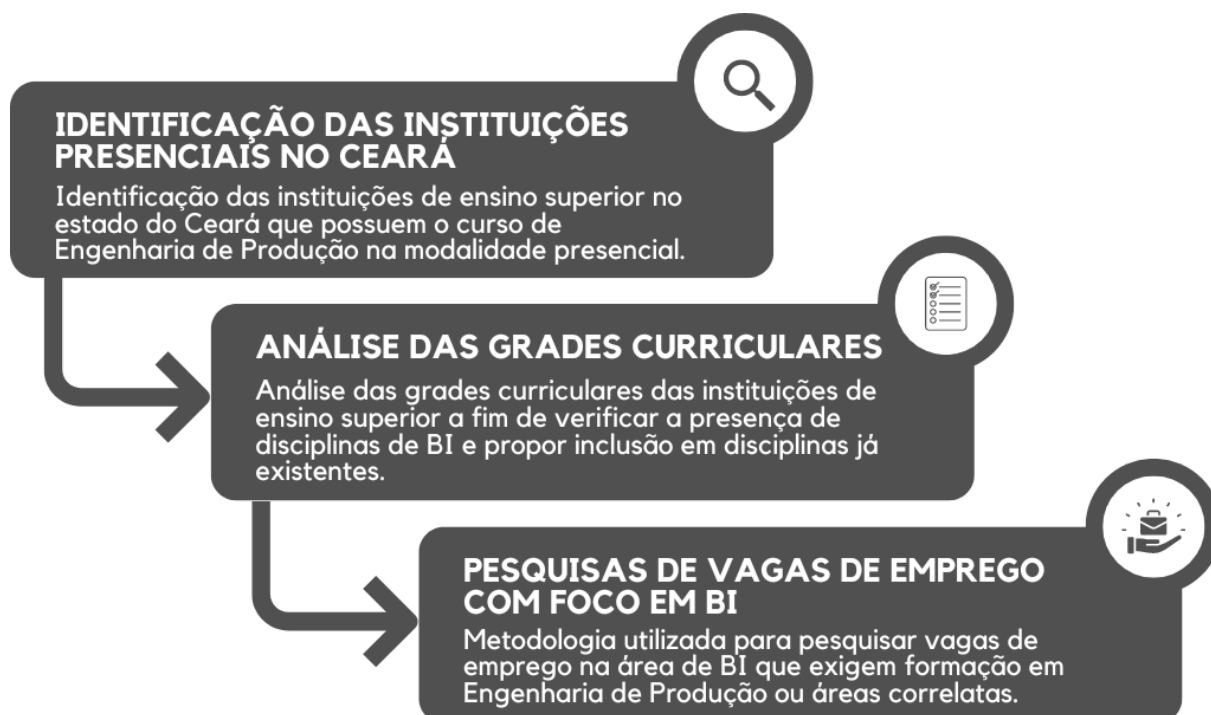 IDENTIFICAÇÃO DAS INSTITUIÇÕES
PRESENCIAIS NO CEARÁ
Identificação das instituições de ensino superior no
estado do Ceará que possuem o curso de
Engenharia de Produção na modalidade presencial.
ANÁLISE DAS GRADES CURRICULARES
Análise das grades curriculares das instituições de
ensino superior a fim de verificar a presença de
disciplinas de BI e propor inclusão em disciplinas já
existentes.
PESQUISAS DE VAGAS DE EMPREGO
COM FOCO EM BI
Metodologia utilizada para pesquisar vagas de
emprego na área de BI que exigem formação em
Engenharia de Produção ou áreas correlatas.